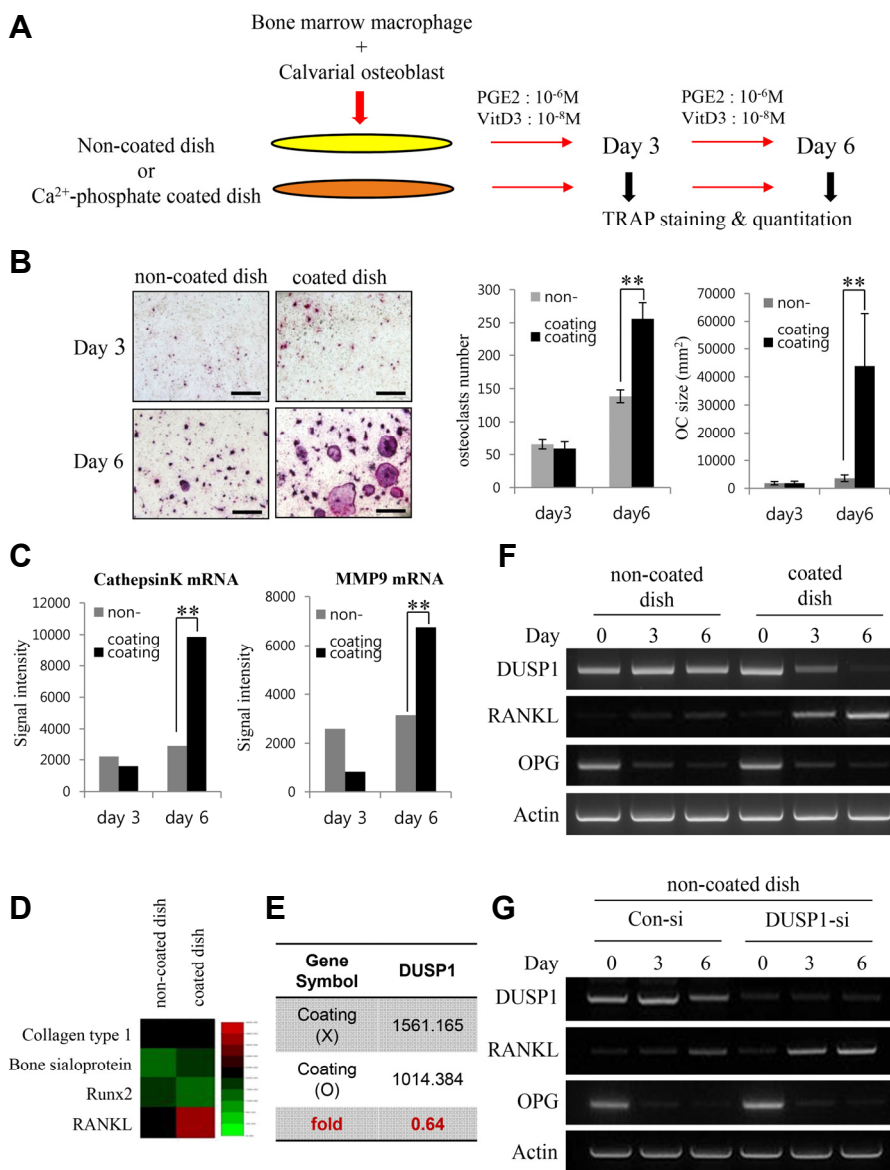 A
Bone marrow macrophage
+
Calvarial osteoblast
PGE2 : 10⁻⁶M
VitD3 : 10⁻⁸M
PGE2 : 10⁻⁶M
VitD3 : 10⁻⁸M
Non-coated dish
or
Ca²⁺-phosphate coated dish
Day 3
Day 6
TRAP staining & quantitation
B
non-coated dish
coated dish
Day 3
Day 6
osteoclasts number
300
250
200
150
100
50
0
non-
coating
coating
**
day3
day6
OC size (mm²)
70000
60000
50000
40000
30000
20000
10000
0
non-
coating
coating
**
day3
day6
C
CathepsinK mRNA
Signal intensity
12000
10000
8000
6000
4000
2000
0
non-
coating
coating
**
day 3
day 6
MMP9 mRNA
Signal intensity
8000
6000
4000
2000
0
non-
coating
coating
**
day 3
day 6
F
non-coated dish
coated dish
Day 0 3 6 0 3 6
DUSP1
RANKL
OPG
Actin
D
non-coated dish
coated dish
Collagen type 1
Bone sialoprotein
Runx2
RANKL
E
Gene Symbol DUSP1
Coating (X) 1561.165
Coating (O) 1014.384
fold 0.64
G
non-coated dish
Con-si DUSP1-si
Day 0 3 6 0 3 6
DUSP1
RANKL
OPG
Actin